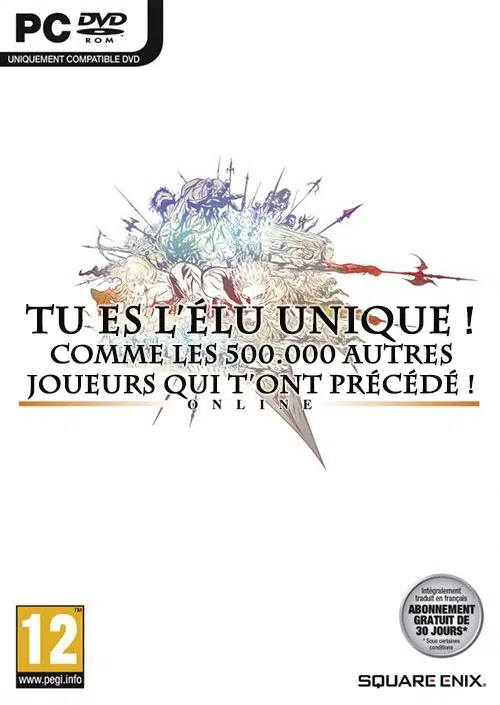 PC DVD
ROM
UNIQUEMENT COMPATIBLE DVD
TU ES L'ÉLU UNIQUE !
COMME LES 500.000 AUTRES
JOUEURS QUI T'ONT PRÉCÉDÉ !
ONLINE
12
www.pegi.info
Intégralement
traduit en français
ABONNEMENT
GRATUIT DE
30 JOURS*
* Sous certaines
conditions
SQUARE ENIX.